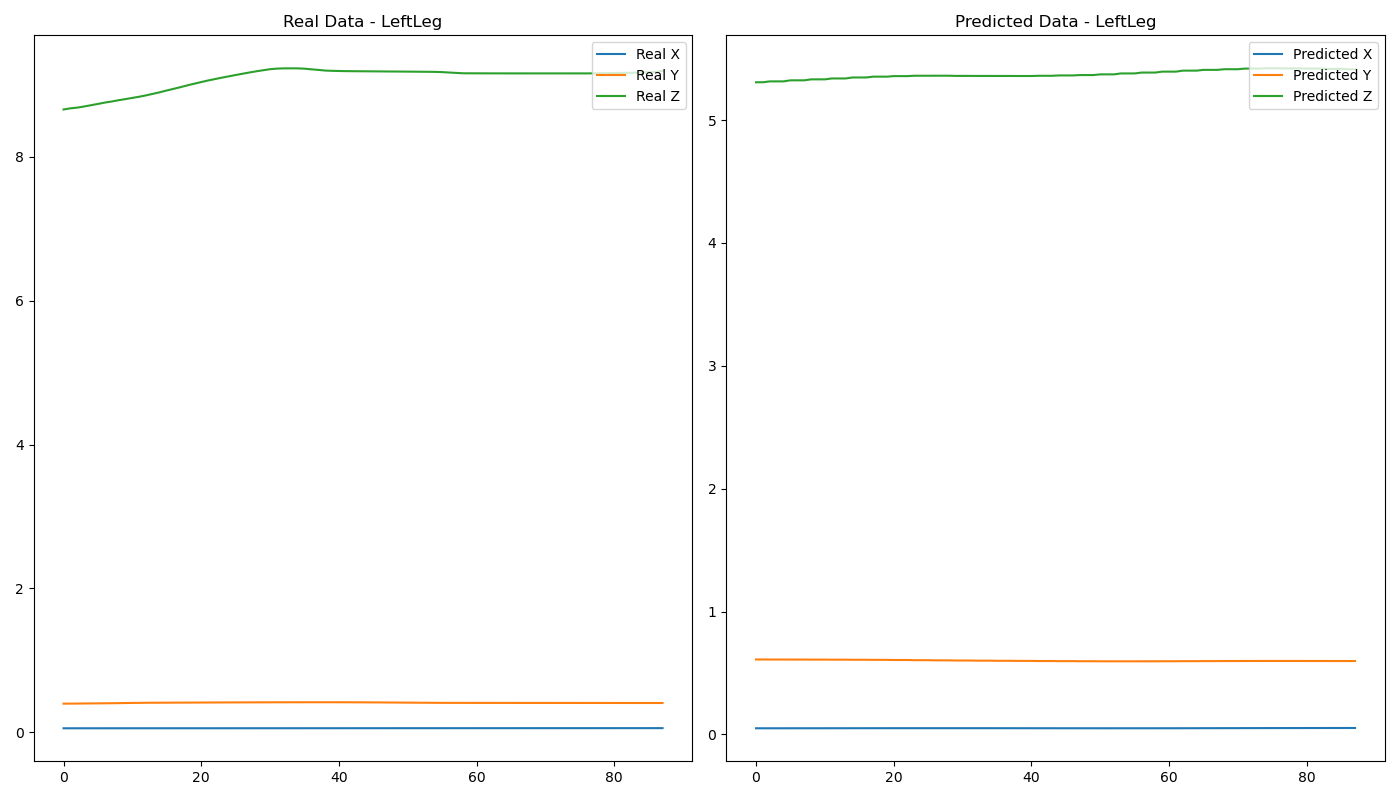 Real Data - LeftLeg
Real X
Real Y
Real Z
8
6
4
2
0
0 20 40 60 80
Predicted Data - LeftLeg
Predicted X
Predicted Y
Predicted Z
5
4
3
2
1
0
0 20 40 60 80